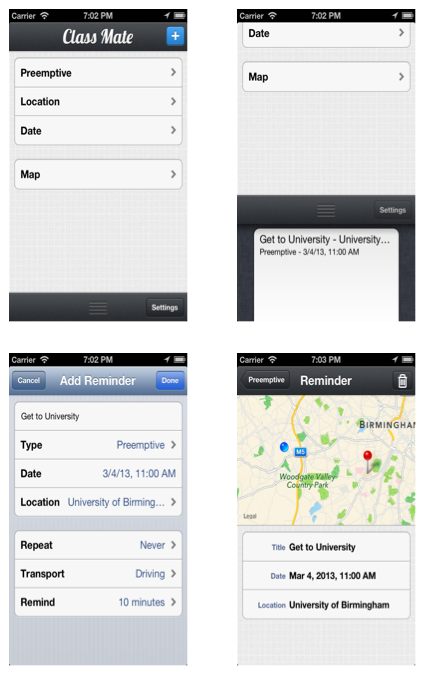 Carrier 7:02 PM
Class Mate +
Preemptive
Location
Date
Map
Settings
Carrier 7:02 PM
Date
Map
Settings
Get to University - University...
Preemptive - 3/4/13, 11:00 AM
Carrier 7:02 PM
Cancel Add Reminder Done
Get to University
Type Preemptive
Date 3/4/13, 11:00 AM
Location University of Birming...
Repeat Never
Transport Driving
Remind 10 minutes
Carrier 7:03 PM
Preemptive Reminder
BIRMINGHA
M5
Woodgate Valley
Country Park
Legal
Title Get to University
Date Mar 4, 2013, 11:00 AM
Location University of Birmingham